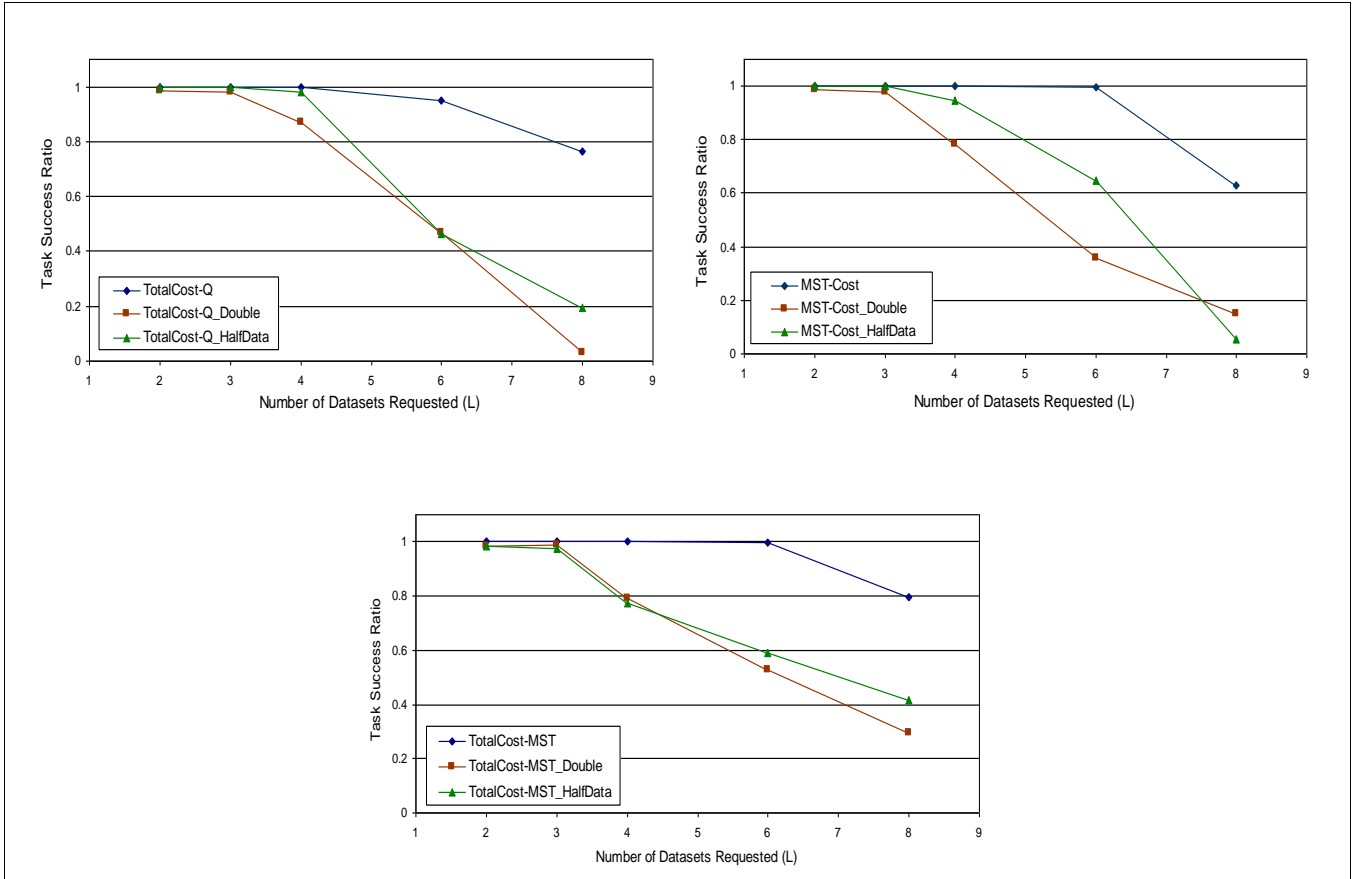 1
0.8
0.6
0.4
0.2
0
Task Success Ratio
TotalCost-Q
TotalCost-Q_Double
TotalCost-Q_HalfData
1 2 3 4 5 6 7 8 9
Number of Datasets Requested (L)
1
0.8
0.6
0.4
0.2
0
Task Success Ratio
MST-Cost
MST-Cost_Double
MST-Cost_HalfData
1 2 3 4 5 6 7 8 9
Number of Datasets Requested (L)
1
0.8
0.6
0.4
0.2
0
Task Success Ratio
TotalCost-MST
TotalCost-MST_Double
TotalCost-MST_HalfData
1 2 3 4 5 6 7 8 9
Number of Datasets Requested (L)